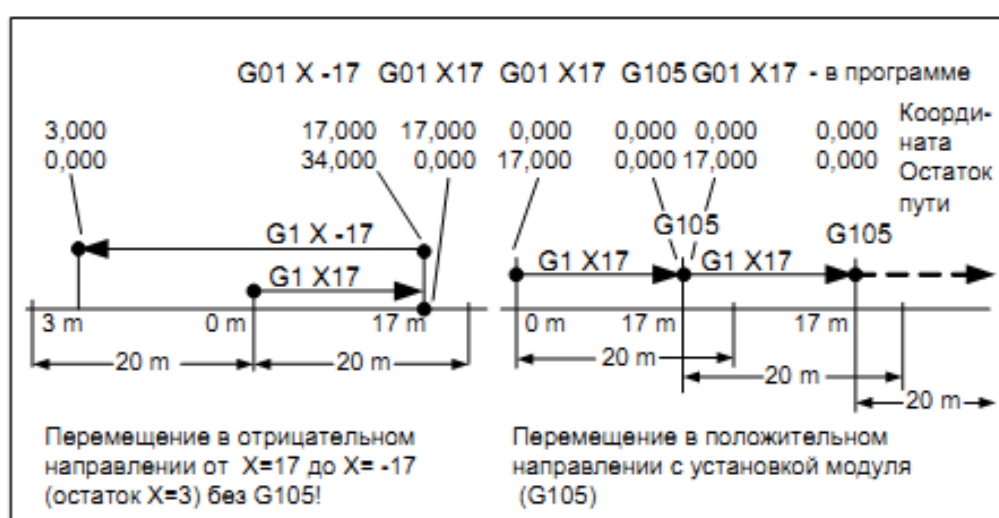 G01 X -17 G01 X17 G01 X17 G105 G01 X17 - в программе
3,000 17,000 17,000 0,000 0,000 0,000 0,000 Коорди-
ната
0,000 34,000 0,000 17,000 0,000 17,000 0,000 Остаток
пути
G105 G105
G1 X -17
G1 X17 G1 X17 G1 X17
3 m 0 m 17 m 0 m 17 m 17 m
20 m 20 m 20 m
20 m
20 m
Перемещение в отрицательном
направлении от X=17 до X= -17
(остаток X=3) без G105!
Перемещение в положительном
направлении с установкой модуля
(G105)